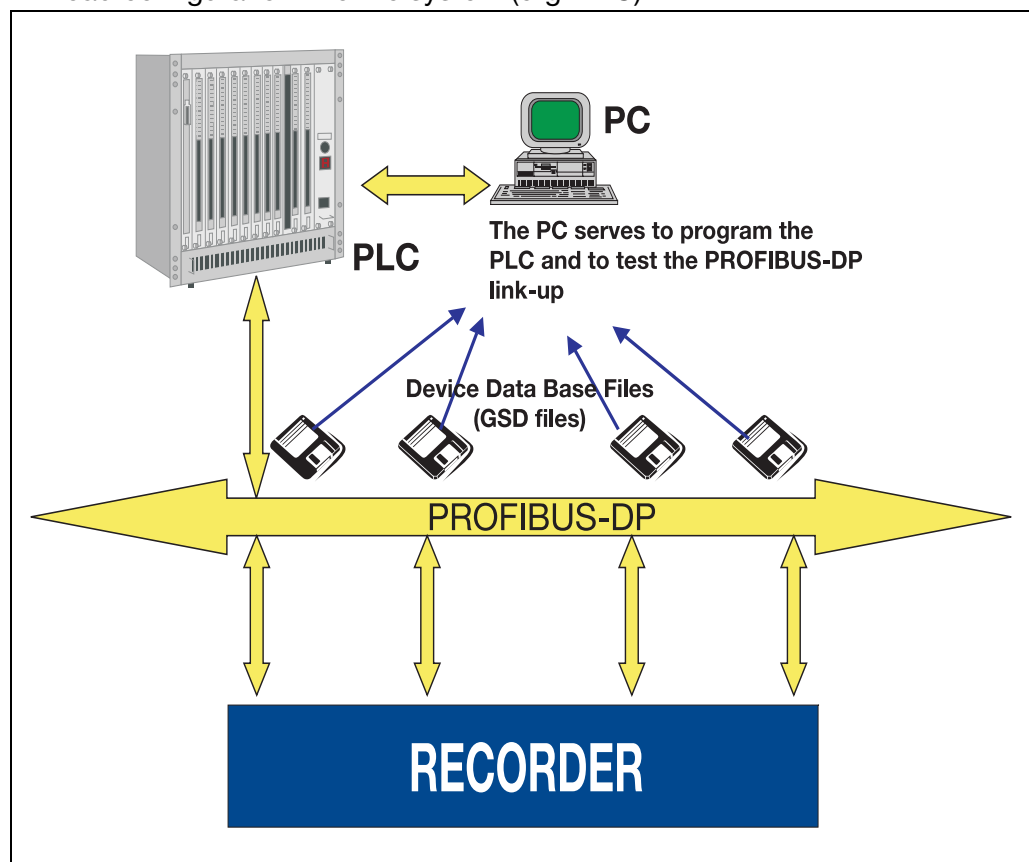 PC
The PC serves to program the
PLC and to test the PROFIBUS-DP
link-up
PLC
Device Data Base Files
(GSD files)
PROFIBUS-DP
RECORDER